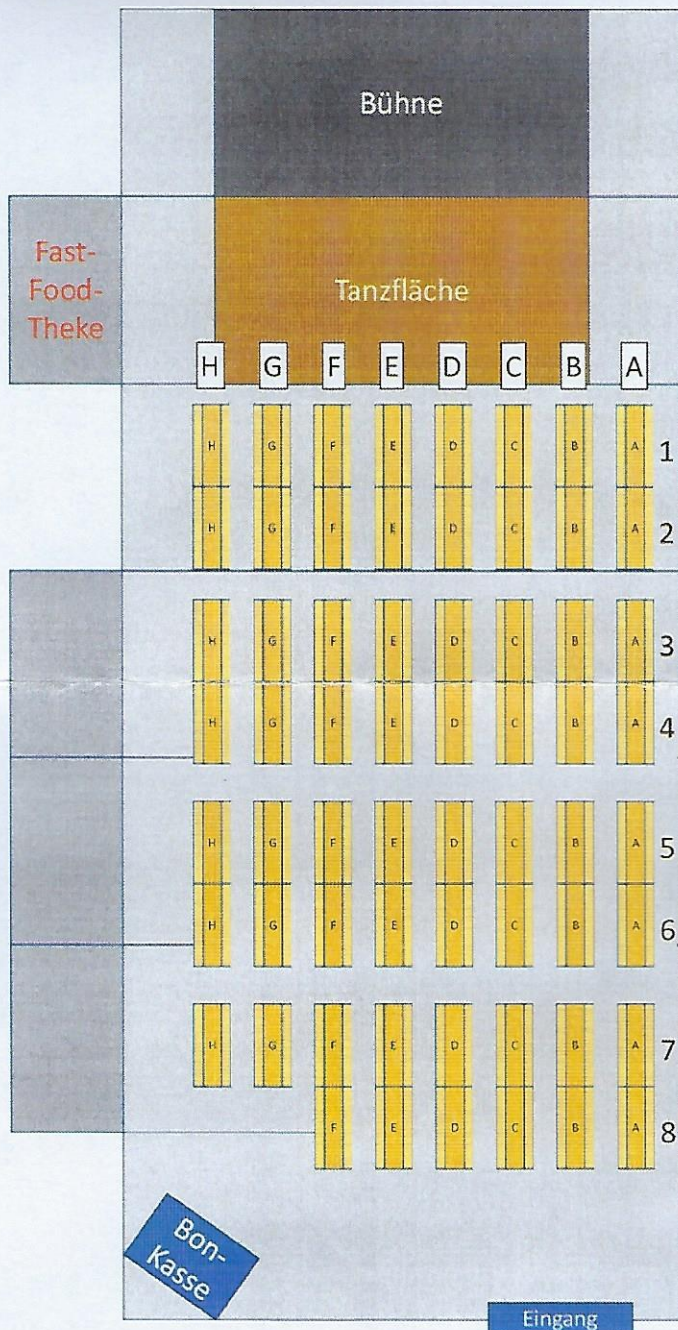 Bühne
Fast-
Food-
Theke
Tanzfläche
H G F E D C B A
H G F E D C B A 1
H G F E D C B A 2
H G F E D C B A 3
H G F E D C B A 4
H G F E D C B A 5
H G F E D C B A 6
H G F E D C B A 7
F E D C B A 8
Bon-
Kasse
Eingang